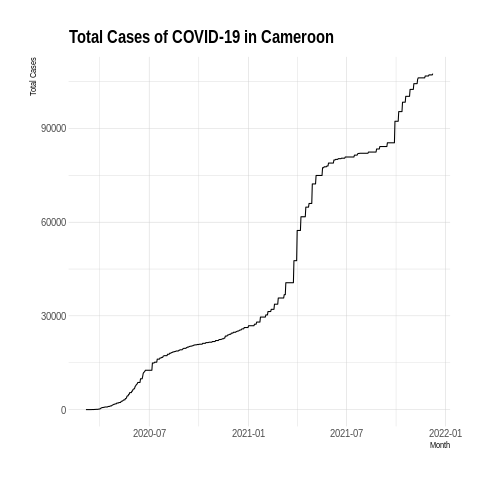 Total Cases of COVID-19 in Cameroon
Total Cases
90000
60000
30000
0
2020-07 2021-01 2021-07 2022-01
Month